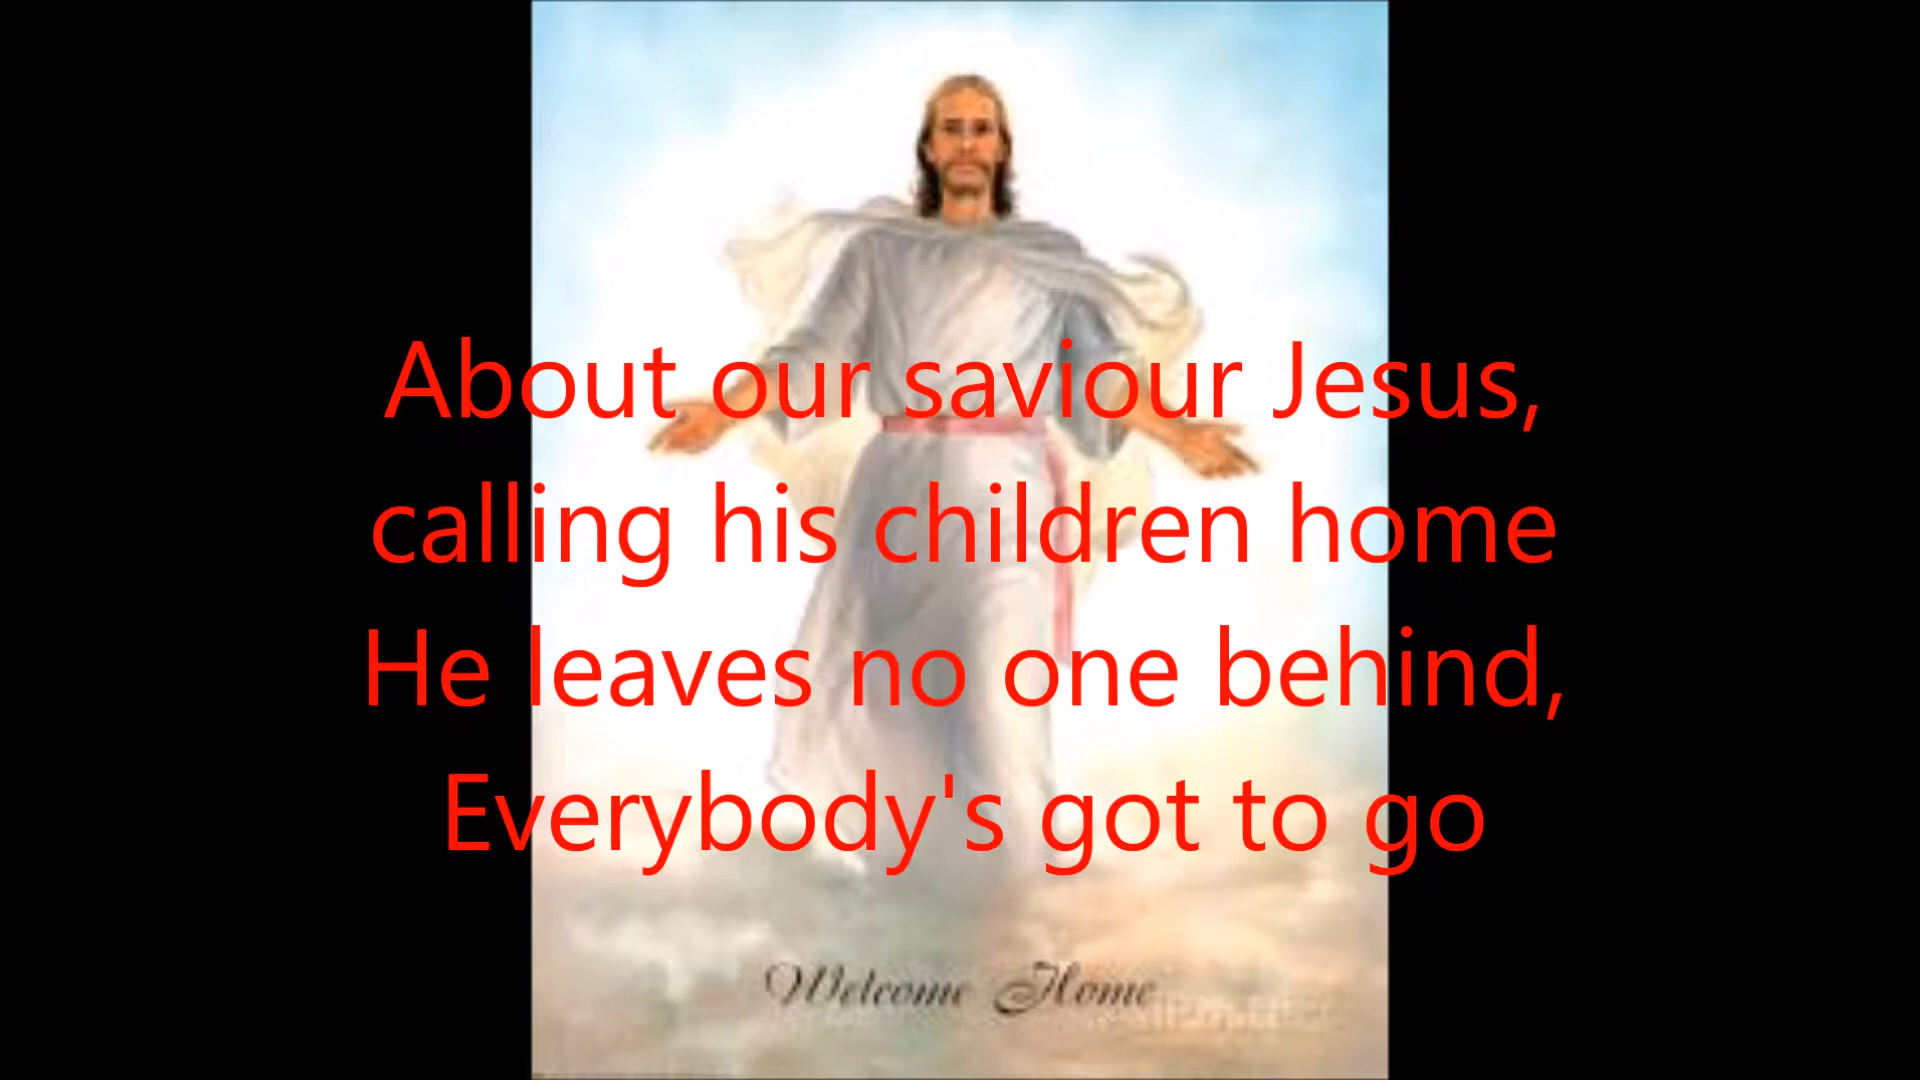 About our saviour Jesus,
calling his children home
He leaves no one behind,
Everybody's got to go
Welcome Home